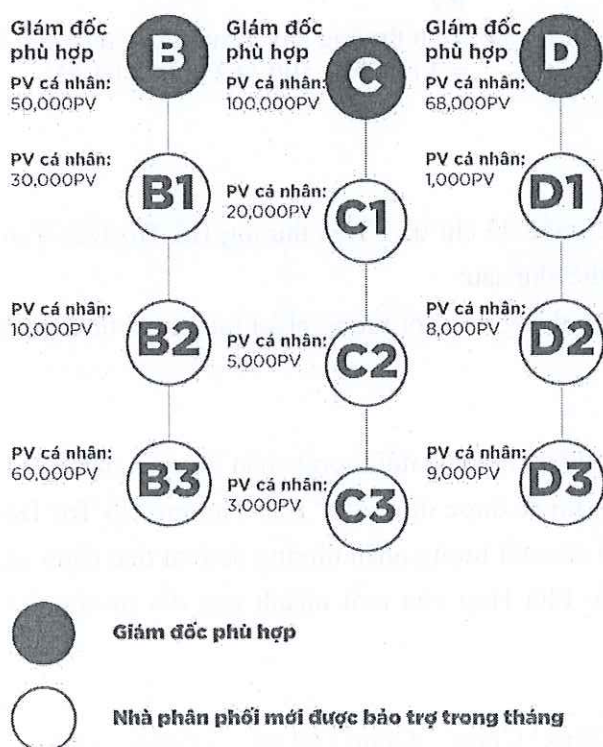 Giám đốc
phù hợp
PV cá nhân:
50,000PV
B
PV cá nhân:
30,000PV
B1
PV cá nhân:
10,000PV
B2
PV cá nhân:
60,000PV
B3
Giám đốc
phù hợp
PV cá nhân:
100,000PV
C
PV cá nhân:
20,000PV
C1
PV cá nhân:
5,000PV
C2
PV cá nhân:
3,000PV
C3
Giám đốc
phù hợp
PV cá nhân:
68,000PV
D
PV cá nhân:
1,000PV
D1
PV cá nhân:
8,000PV
D2
PV cá nhân:
9,000PV
D3
Giám đốc phù hợp
Nhà phân phối mới được bảo trợ trong tháng